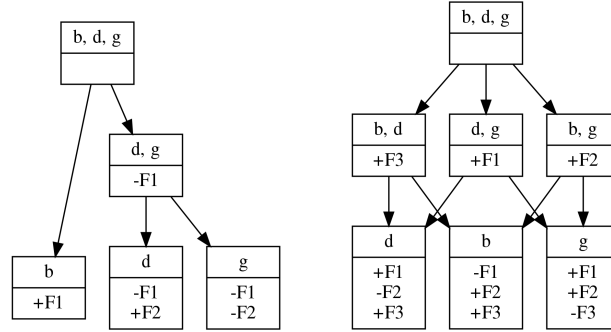 b, d, g
d, g
-F1
b
+F1
d
-F1
+F2
g
-F1
-F2
b, d, g
b, d
+F3
d, g
+F1
b, g
+F2
d
+F1
-F2
+F3
b
-F1
+F2
+F3
g
+F1
+F2
-F3